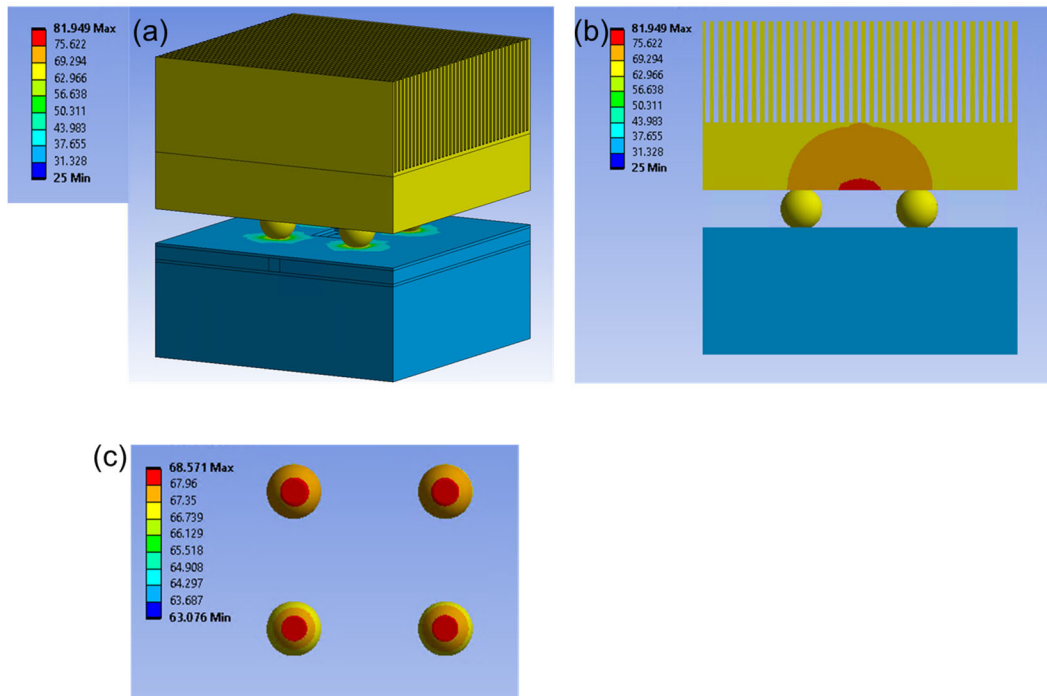 (a)
81.949 Max
75.622
69.294
62.966
56.638
50.311
43.983
37.655
31.328
25 Min
(b)
81.949 Max
75.622
69.294
62.966
56.638
50.311
43.983
37.655
31.328
25 Min
(c)
68.571 Max
67.96
67.35
66.739
66.129
65.518
64.908
64.297
63.687
63.076 Min